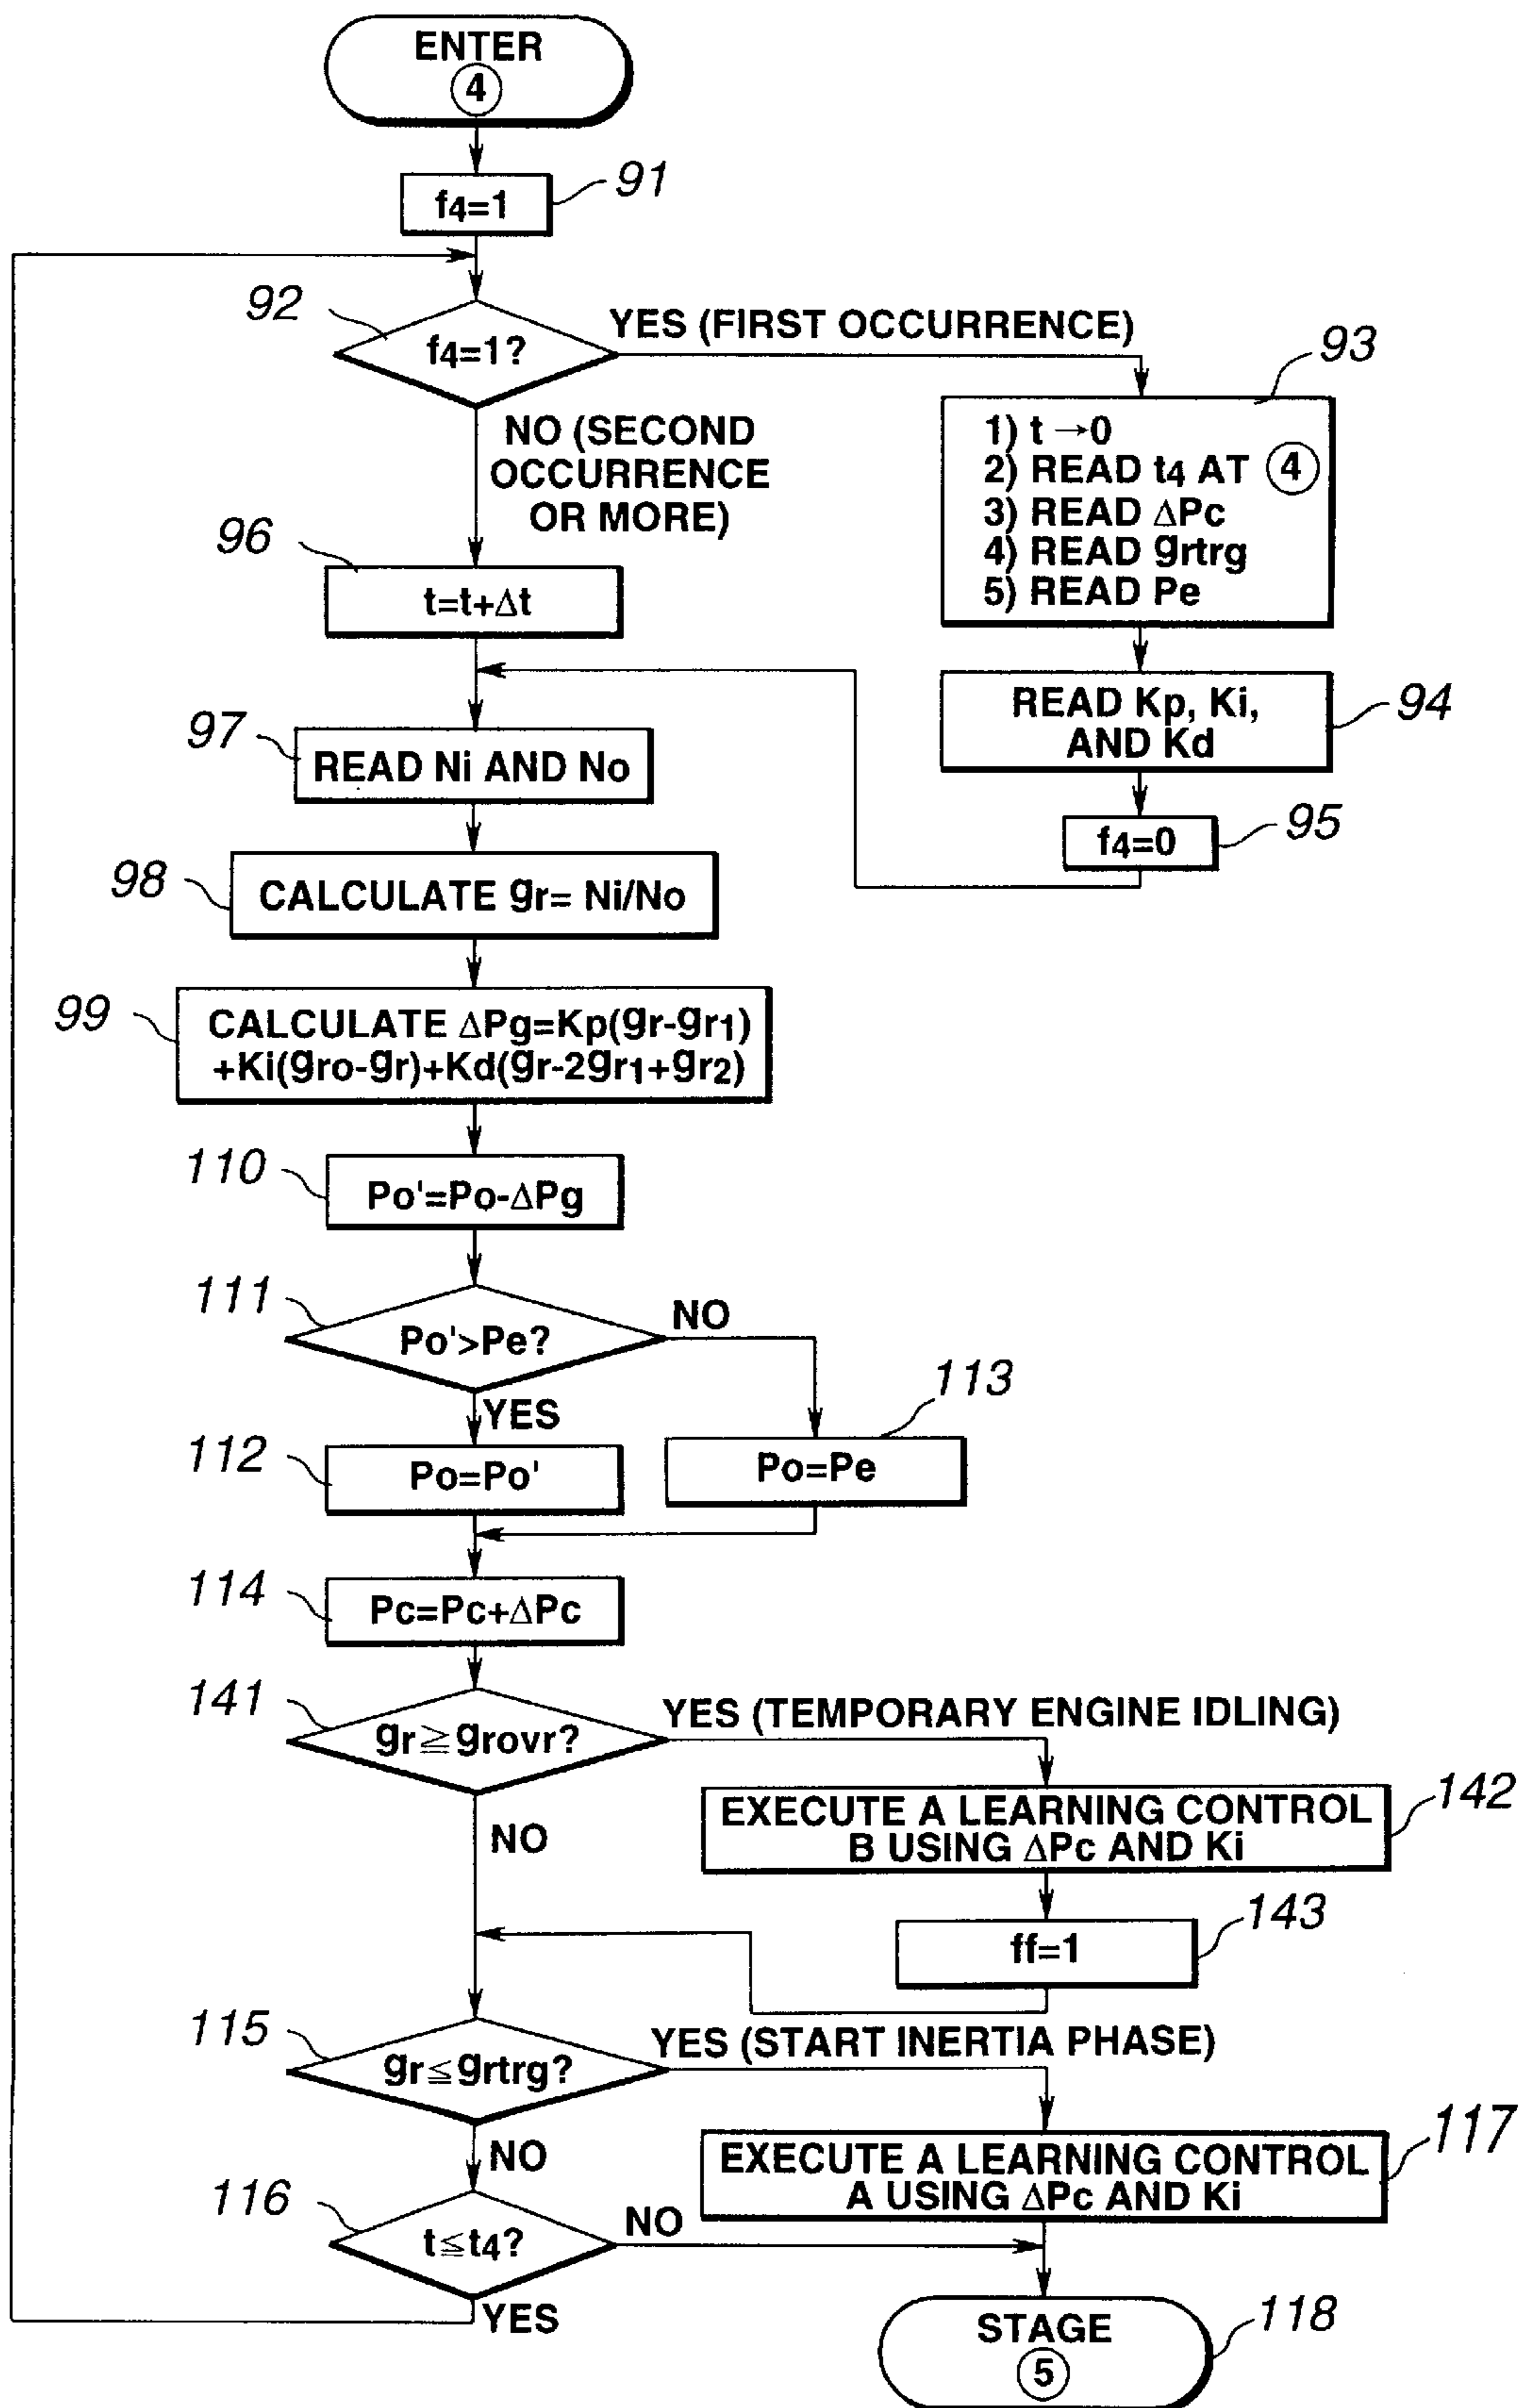 ENTER
4
f4=1
91
92
f4=1?
YES (FIRST OCCURRENCE)
93
1) t →0
2) READ t4 AT 4
3) READ ΔPc
4) READ grtrg
5) READ Pe
NO (SECOND
OCCURRENCE
OR MORE)
96
t=t+Δt
READ Kp, Ki,
AND Kd
94
97
READ Ni AND No
f4=0
95
98
CALCULATE gr= Ni/No
99
CALCULATE ΔPg=Kp(gr-gr1)
+Ki(gro-gr)+Kd(gr-2gr1+gr2)
110
Po'=Po-ΔPg
111
Po'>Pe?
NO
YES
113
112
Po=Po'
Po=Pe
114
Pc=Pc+ΔPc
141
gr≧grovr?
YES (TEMPORARY ENGINE IDLING)
142
EXECUTE A LEARNING CONTROL
B USING ΔPc AND Ki
NO
143
ff=1
115
gr≦grtrg?
YES (START INERTIA PHASE)
NO
117
EXECUTE A LEARNING CONTROL
A USING ΔPc AND Ki
116
t≦t4?
NO
YES
118
STAGE
5